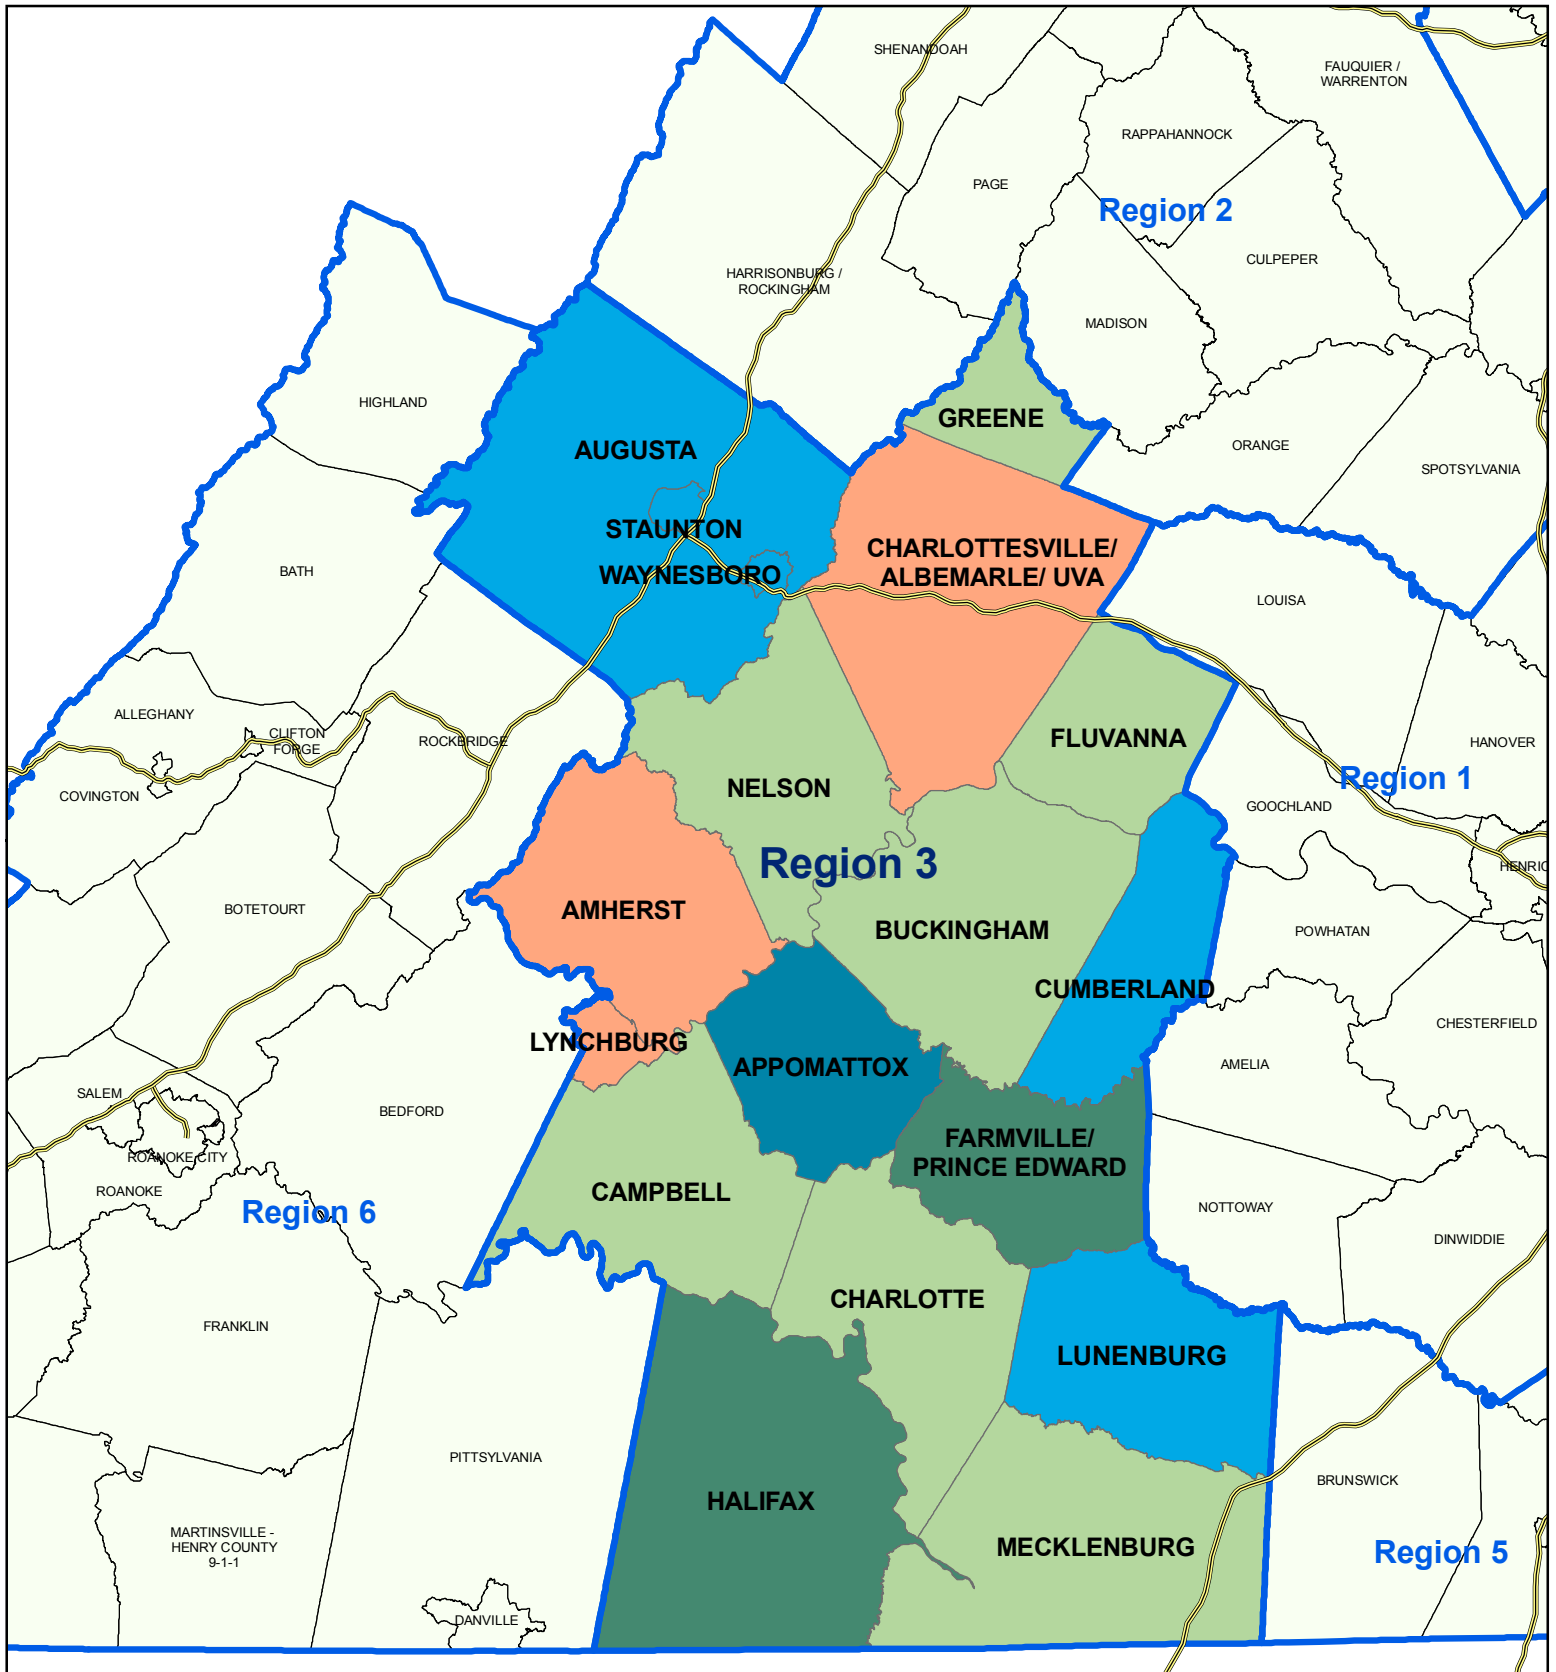 SHENANDOAH
FAUQUIER /
WARRENTON
RAPPAHANNOCK
PAGE
Region 2
CULPEPER
HARRISONBURG /
ROCKINGHAM
MADISON
HIGHLAND
GREENE
ORANGE
AUGUSTA
SPOTSYLVANIA
STAUNTON
CHARLOTTESVILLE/
ALBEMARLE/ UVA
BATH
WAYNESBORO
LOUISA
ALLEGHANY
CLIFTON
FORGE
ROCKBRIDGE
FLUVANNA
HANOVER
Region 1
NELSON
COVINGTON
GOOCHLAND
Region 3
HENRIC
BOTETOURT
AMHERST
BUCKINGHAM
POWHATAN
CUMBERLAND
CHESTERFIELD
LYNCHBURG
APPOMATTOX
AMELIA
SALEM
BEDFORD
FARMVILLE/
PRINCE EDWARD
ROANOKE CITY
ROANOKE
CAMPBELL
NOTTOWAY
Region 6
DINWIDDIE
CHARLOTTE
FRANKLIN
LUNENBURG
PITTSYLVANIA
BRUNSWICK
HALIFAX
MARTINSVILLE -
HENRY COUNTY
9-1-1
MECKLENBURG
Region 5
DANVILLE